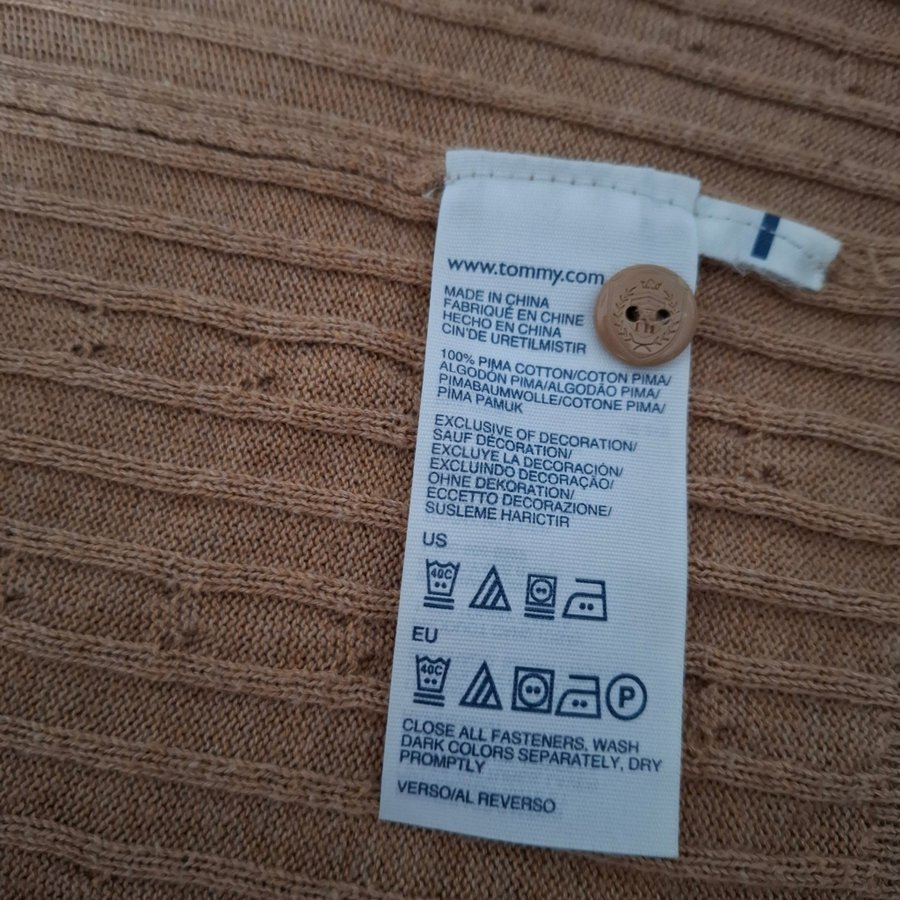 www.tommy.com
MADE IN CHINA
FABRIQUÉ EN CHINE
HECHO EN CHINA
CIN'DE URETILMISTIR
100% PIMA COTTON/COTON PIMA/
ALGODÓN PIMA/ALGODÃO PIMA/
PIMABAUMWOLLE/COTONE PIMA/
PIMA PAMUK
EXCLUSIVE OF DECORATION/
SAUF DÉCORATION/
EXCLUYE LA DECORACIÓN/
EXCLUINDO DECORAÇÃO/
OHNE DEKORATION/
ECCETTO DECORAZIONE/
SUSLEME HARICTIR
US
40C
EU
40C
P
CLOSE ALL FASTENERS, WASH
DARK COLORS SEPARATELY, DRY
PROMPTLY
VERSO/AL REVERSO